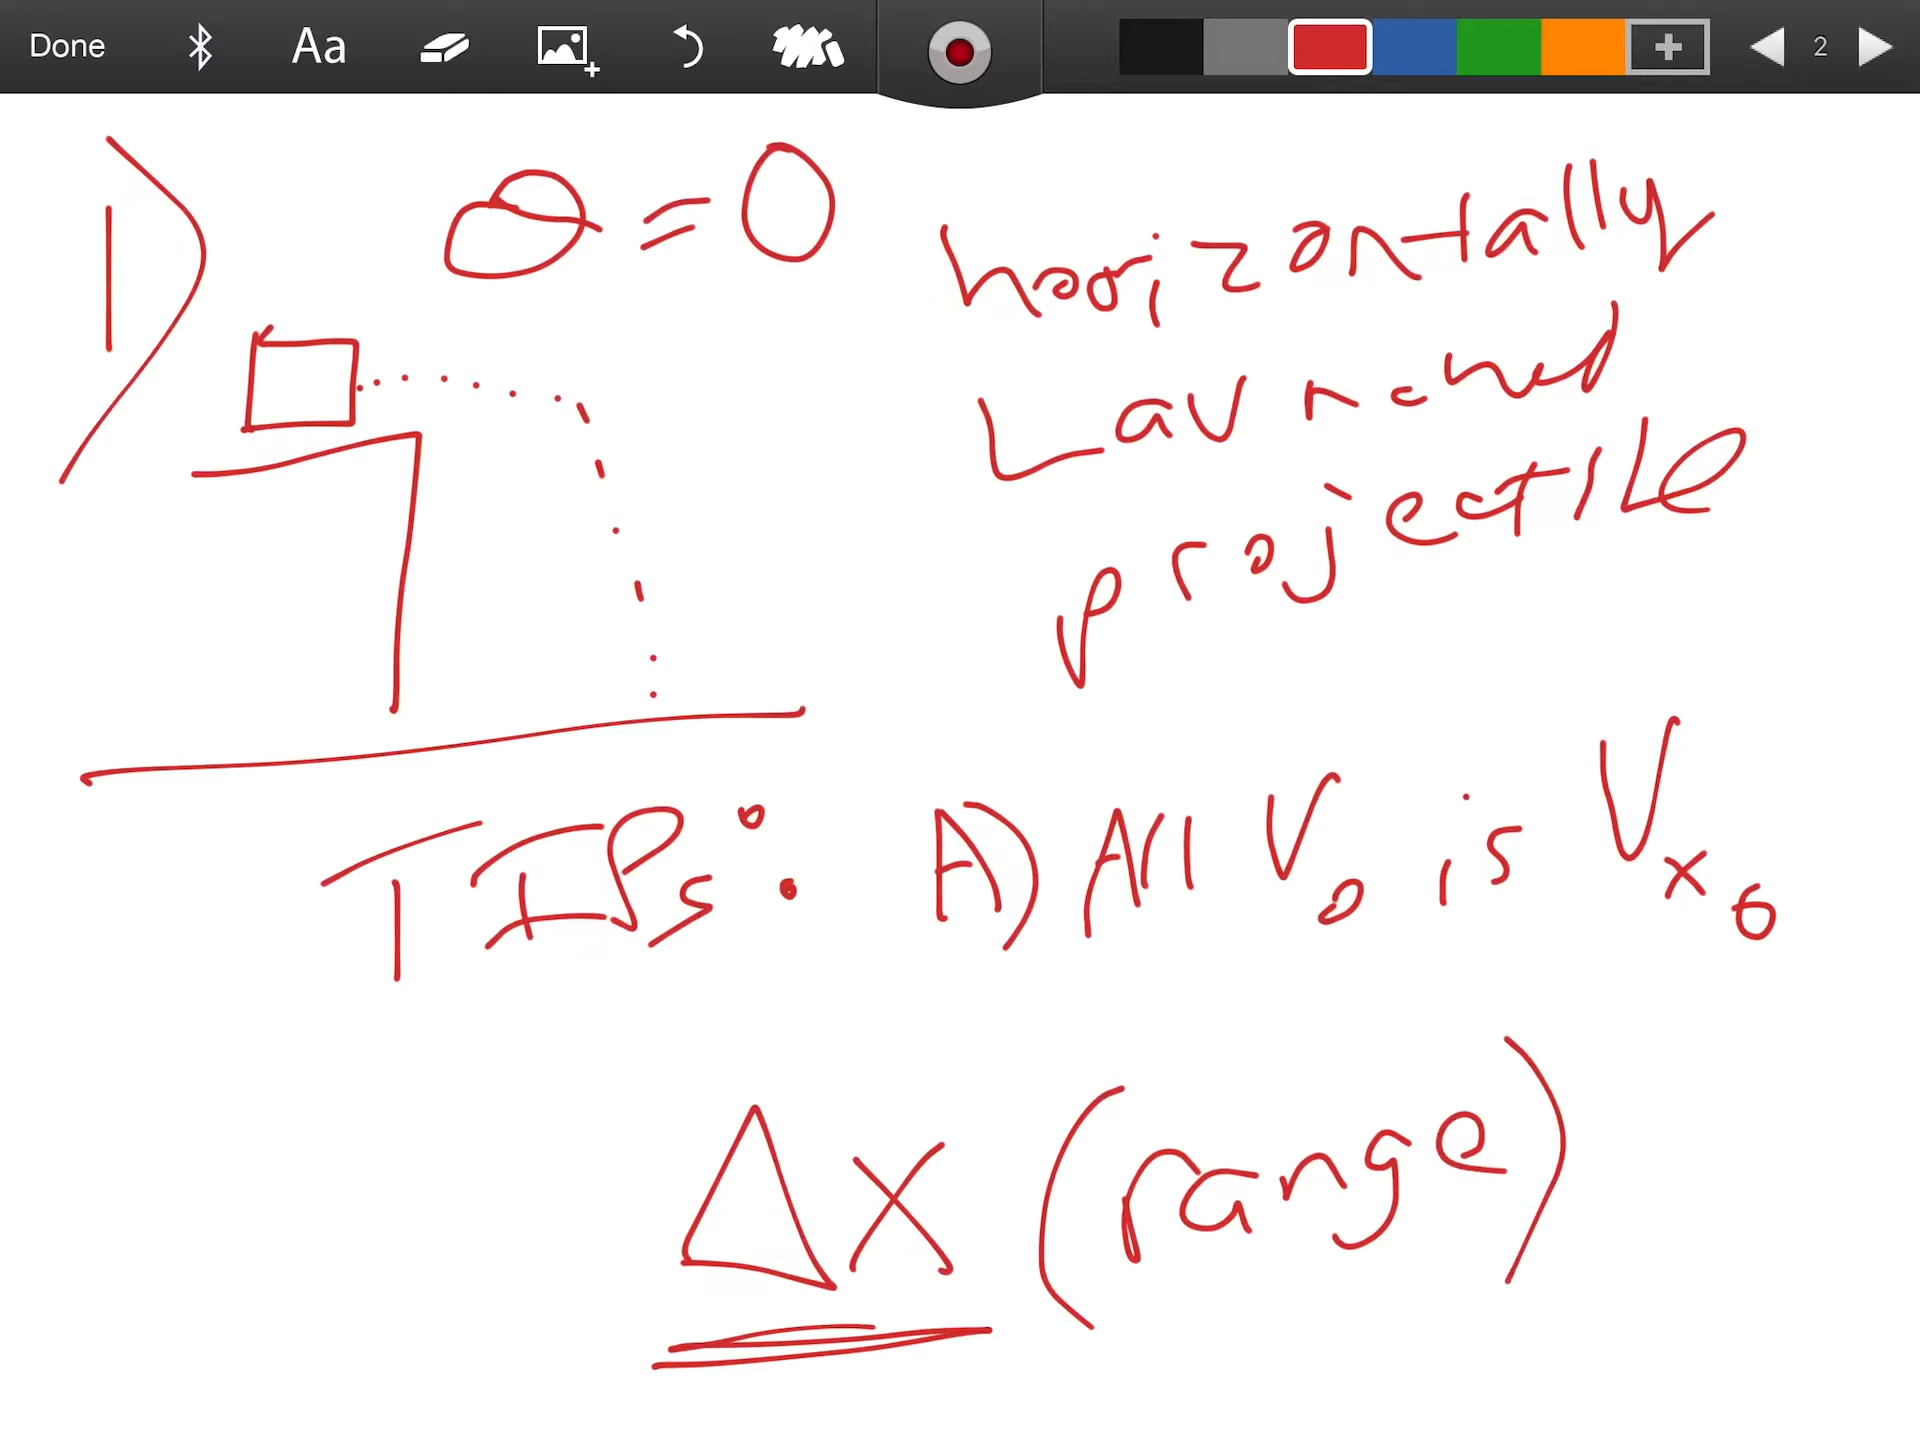 Done Aa 2
1) θ = 0 horizontally
Launched
projectile
TIPs: A) All V₀ is Vx₀
Δx (range)